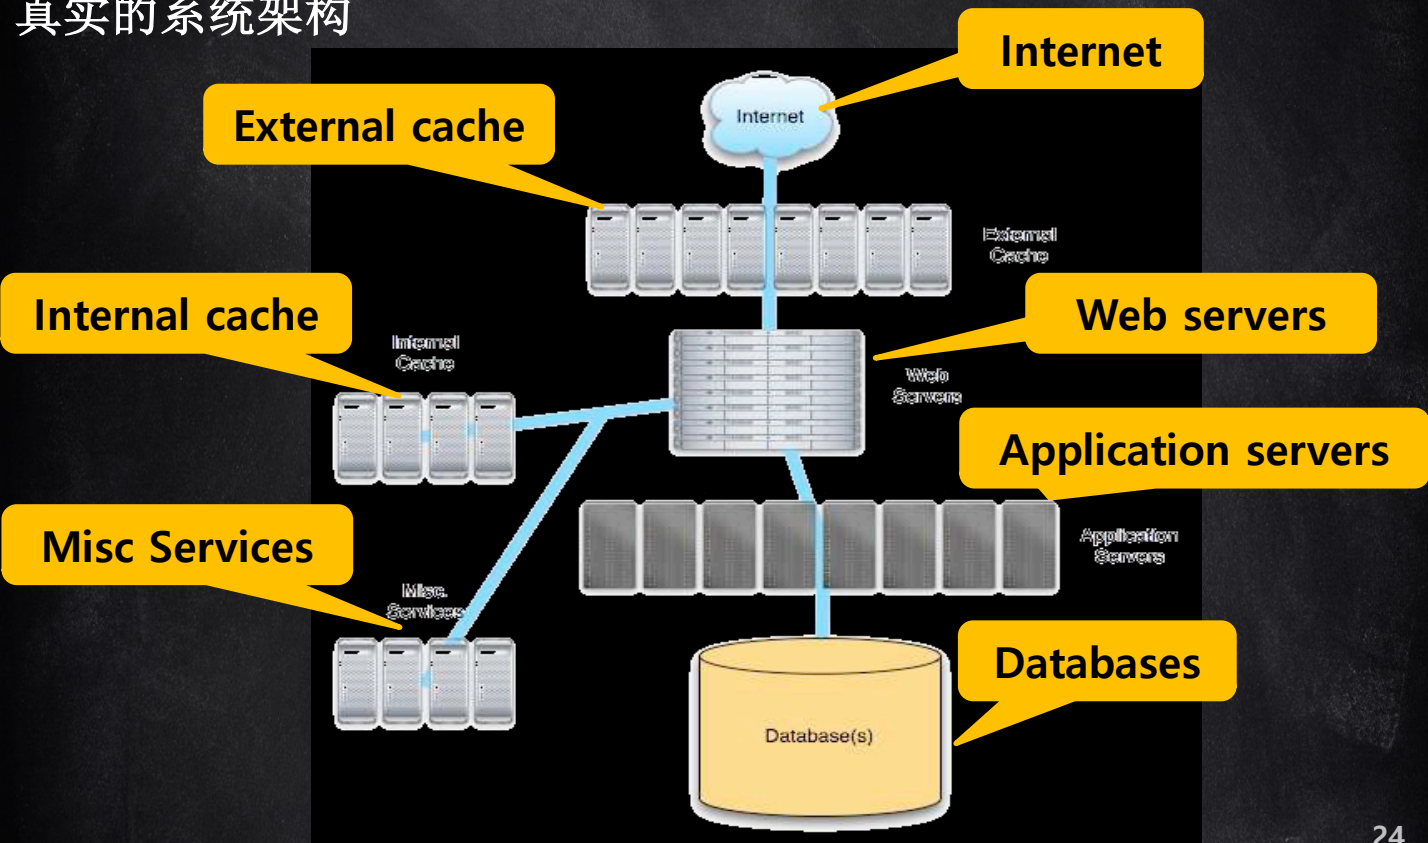 真实的系统架构
Internet
External cache
Internet
External
Cache
Internal cache
Web servers
Internal
Cache
Web
Servers
Application servers
Misc Services
Application
Servers
Misc.
Services
Databases
Database(s)
24